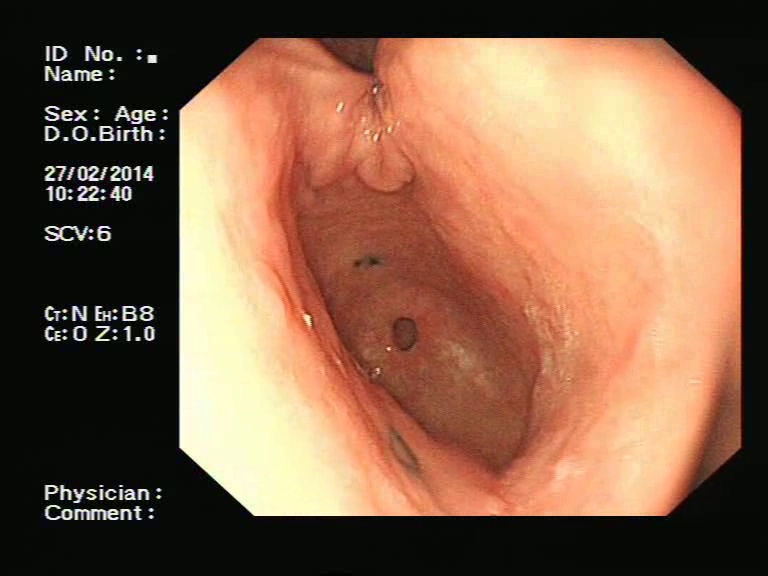 ID No. :
Name:
Sex: Age:
D.O.Birth:
27/02/2014
10:22:40
SCV:6
CT:N EH:B8
CE:0 Z:1.0
Physician:
Comment: